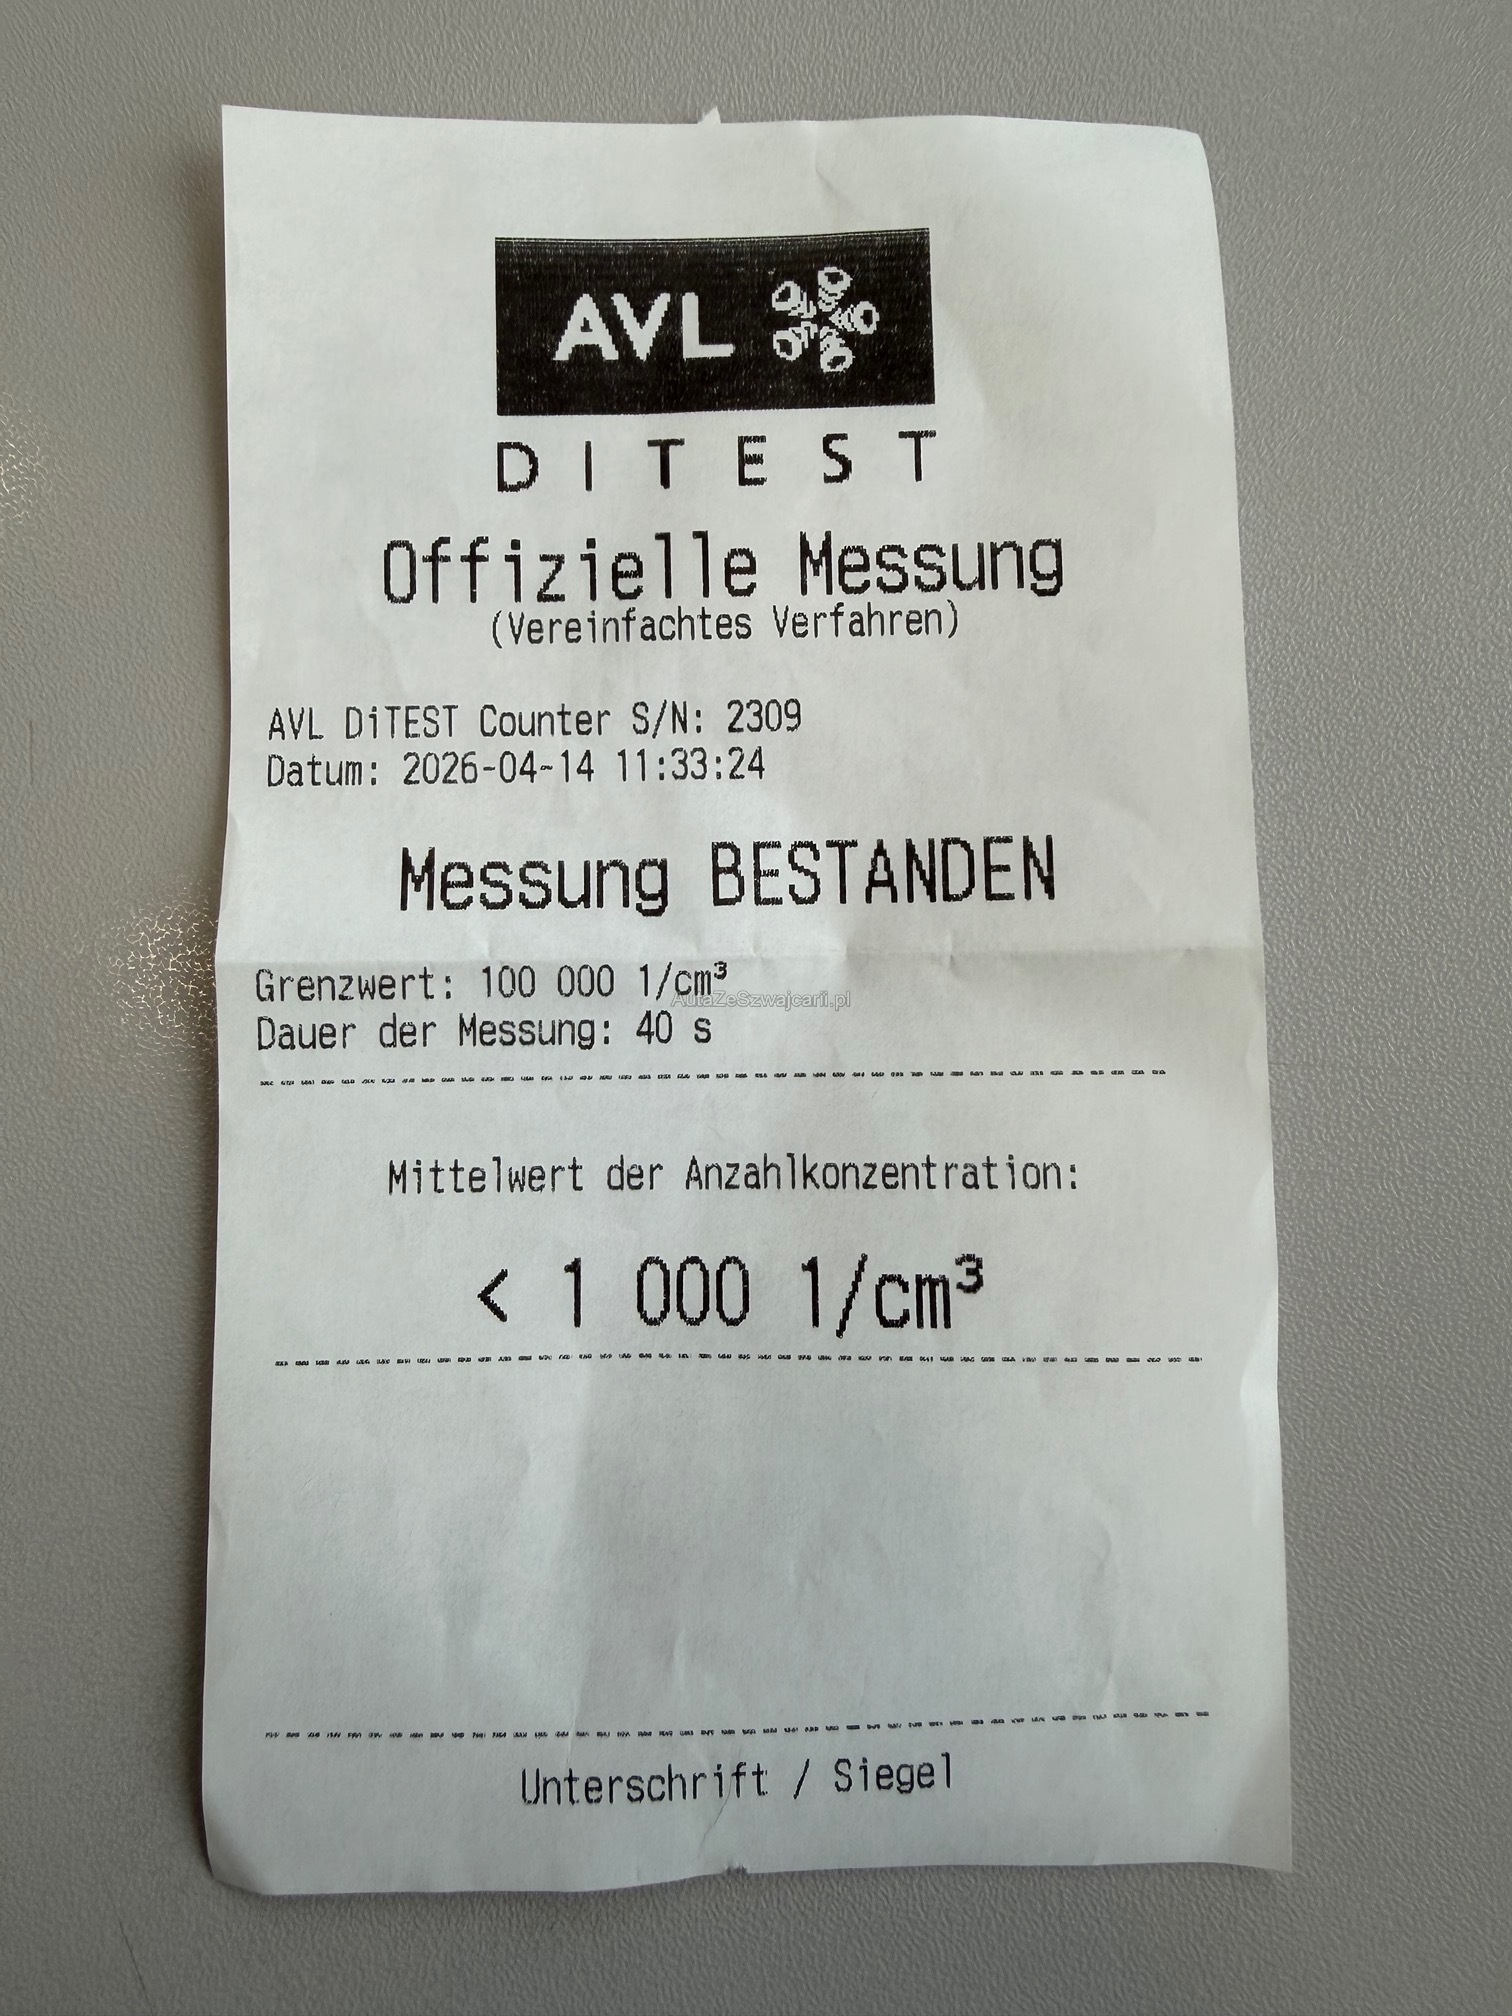 AVL
DITEST
Offizielle Messung
(Vereinfachtes Verfahren)
AVL DiTEST Counter S/N: 2309
Datum: 2026-04-14 11:33:24
Messung BESTANDEN
Grenzwert: 100 000 1/cm³
AutaZeSzwajcarii.pl
Dauer der Messung: 40 s
Mittelwert der Anzahlkonzentration:
< 1 000 1/cm³
Unterschrift / Siegel